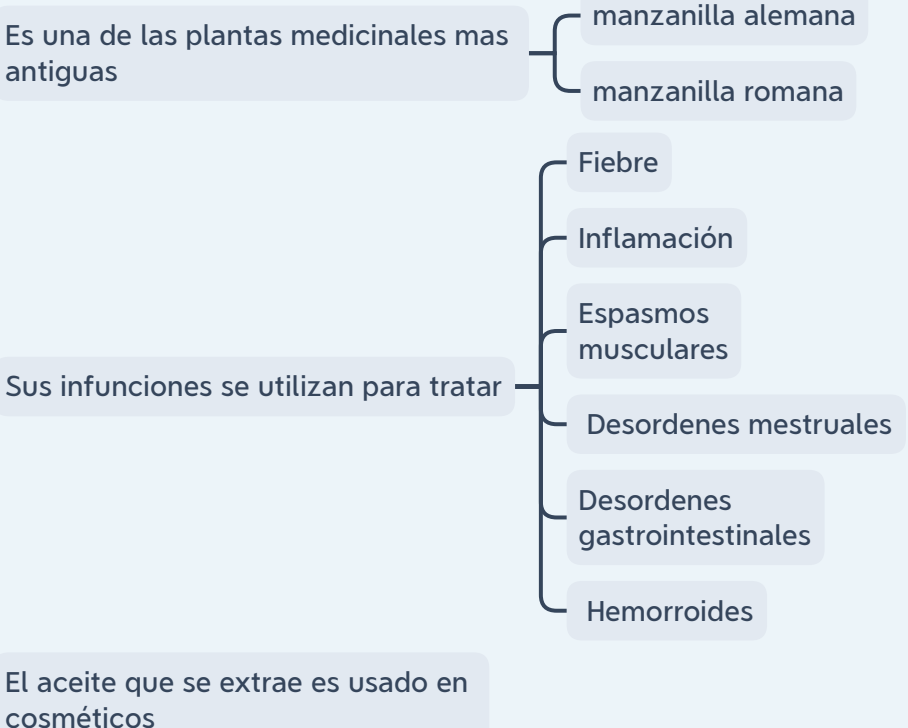 Es una de las plantas medicinales mas
antiguas
manzanilla alemana
manzanilla romana
Sus infunciones se utilizan para tratar
Fiebre
Inflamación
Espasmos
musculares
Desordenes mestruales
Desordenes
gastrointestinales
Hemorroides
El aceite que se extrae es usado en
cosméticos